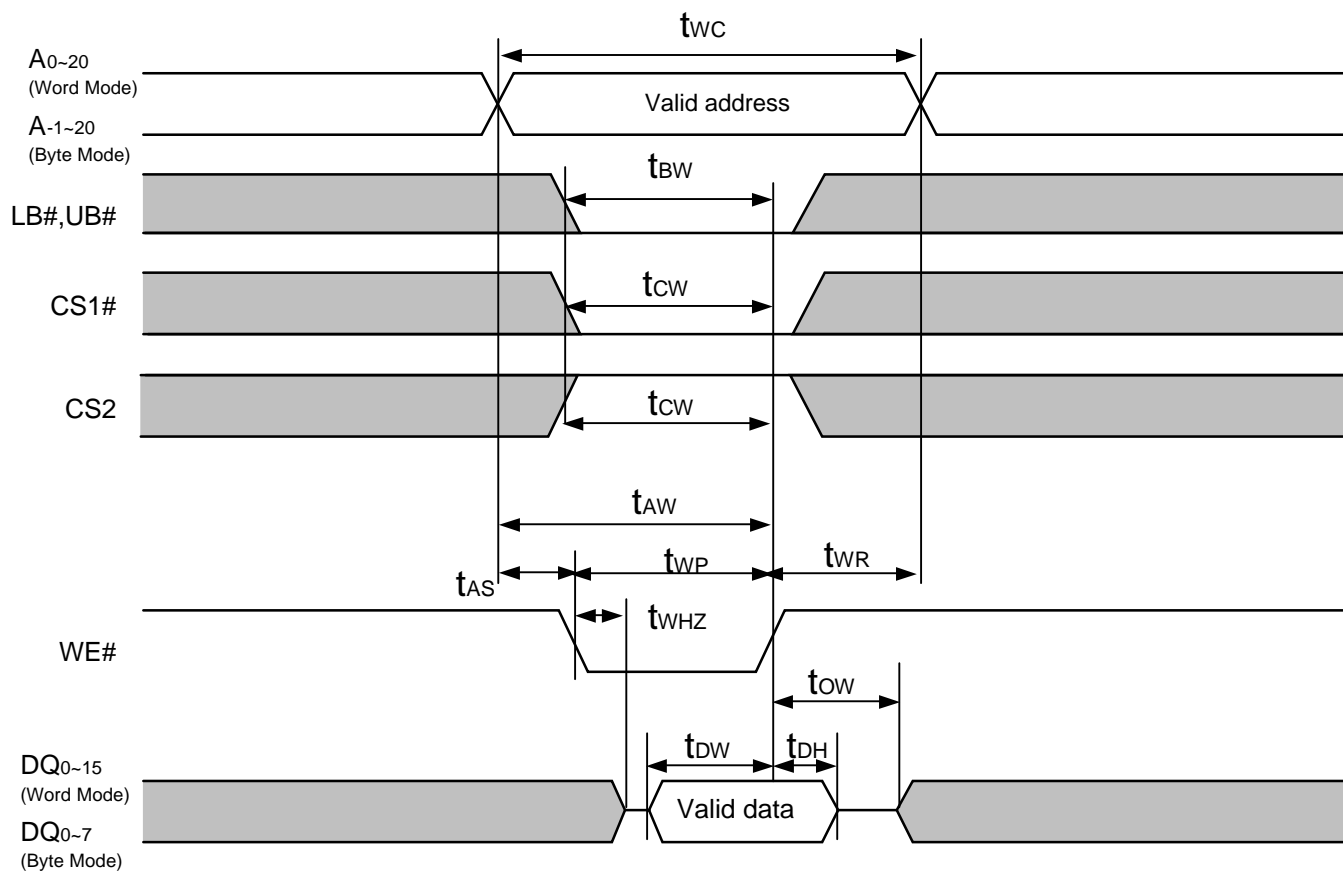 tWC
A0~20
(Word Mode)
Valid address
A-1~20
(Byte Mode)
tBW
LB#,UB#
tCW
CS1#
CS2
tCW
tAW
tAS
tWP
tWR
tWHZ
WE#
tOW
tDW
tDH
DQ0~15
(Word Mode)
Valid data
DQ0~7
(Byte Mode)